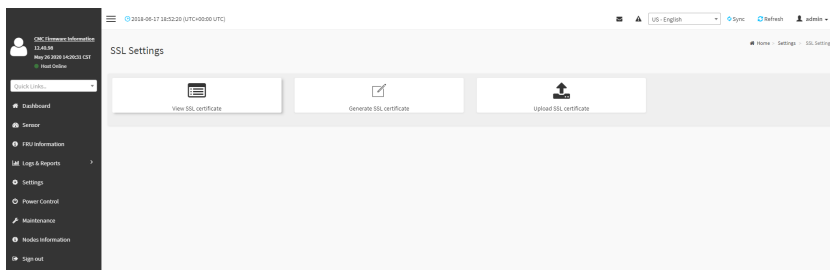 2018-06-17 18:52:20 (UTC+00:00 UTC)
US - English
Sync
Refresh
admin
CMC Firmware Information
12.40.98
May 26 2020 14:20:31 CST
Host Online
Quick Links...
Dashboard
Sensor
FRU Information
Logs & Reports
Settings
Power Control
Maintenance
Nodes Information
Sign out
SSL Settings
Home > Settings > SSL Setting
View SSL certificate
Generate SSL certificate
Upload SSL certificate